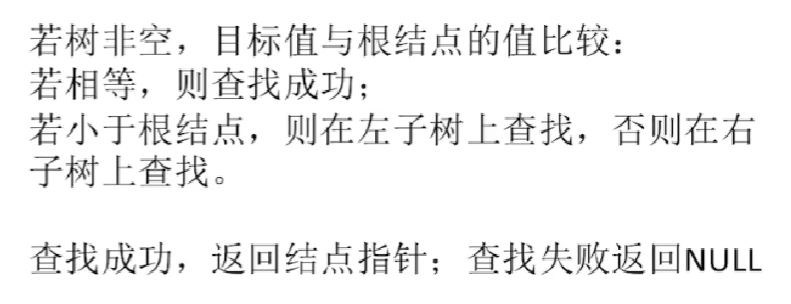 若树非空，目标值与根结点的值比较：
若相等，则查找成功；
若小于根结点，则在左子树上查找，否则在右
子树上查找。
查找成功，返回结点指针；查找失败返回NULL